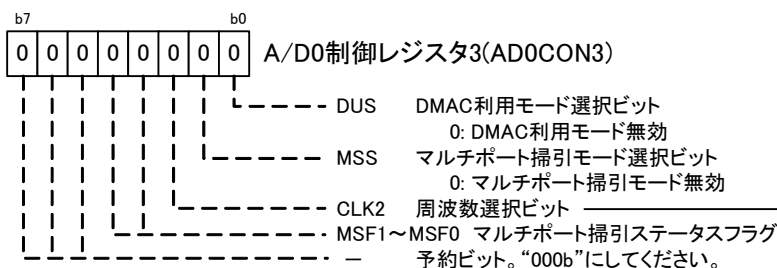 b7 b0
0 0 0 0 0 0 0 0 A/D0制御レジスタ3(AD0CON3)
DUS DMAC利用モード選択ビット
0: DMAC利用モード無効
MSS マルチポート掃引モード選択ビット
0: マルチポート掃引モード無効
CLK2 周波数選択ビット
MSF1~MSF0 マルチポート掃引ステータスフラグ
― 予約ビット。“000b”にしてください。